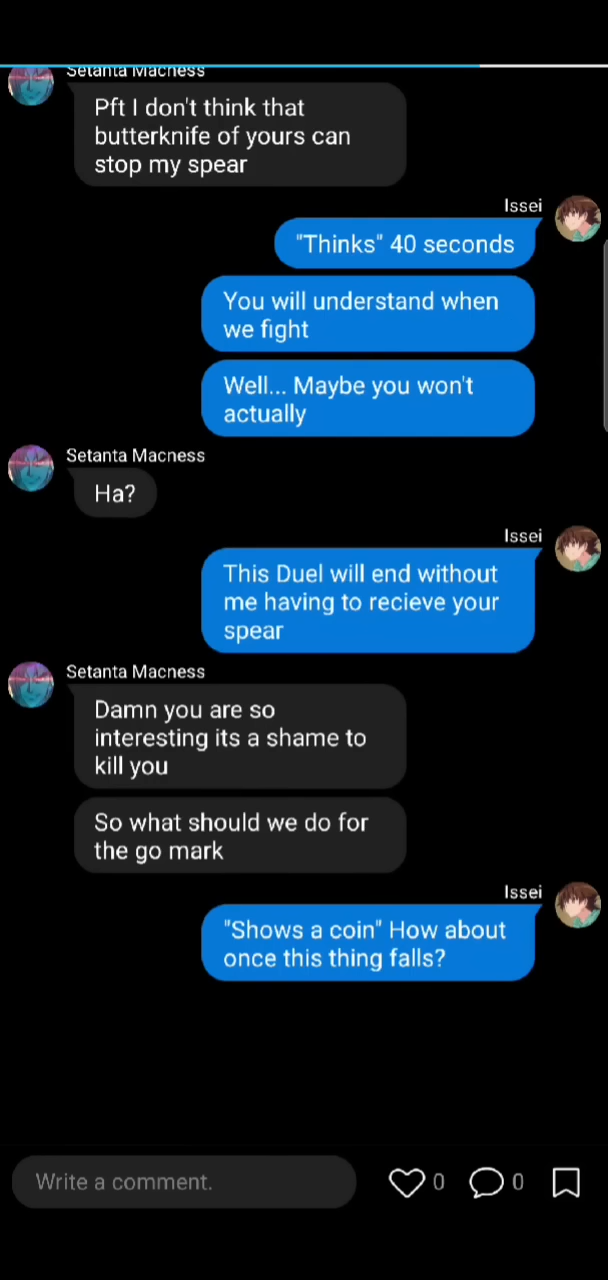 Setanta Macness
Pft I don't think that
butterknife of yours can
stop my spear
Issei
"Thinks" 40 seconds
You will understand when
we fight
Well... Maybe you won't
actually
Setanta Macness
Ha?
Issei
This Duel will end without
me having to recieve your
spear
Setanta Macness
Damn you are so
interesting its a shame to
kill you
So what should we do for
the go mark
Issei
"Shows a coin" How about
once this thing falls?
Write a comment.
0
0